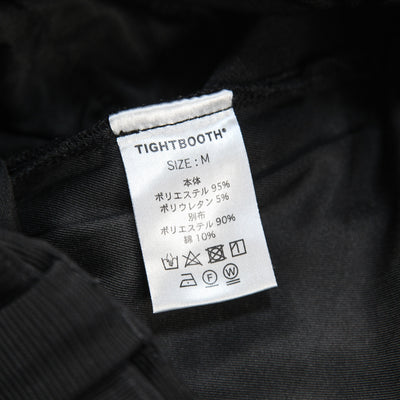 TIGHTBOOTH®
SIZE : M
本体
ポリエステル 95%
ポリウレタン 5%
別布
ポリエステル 90%
綿 10%
F W